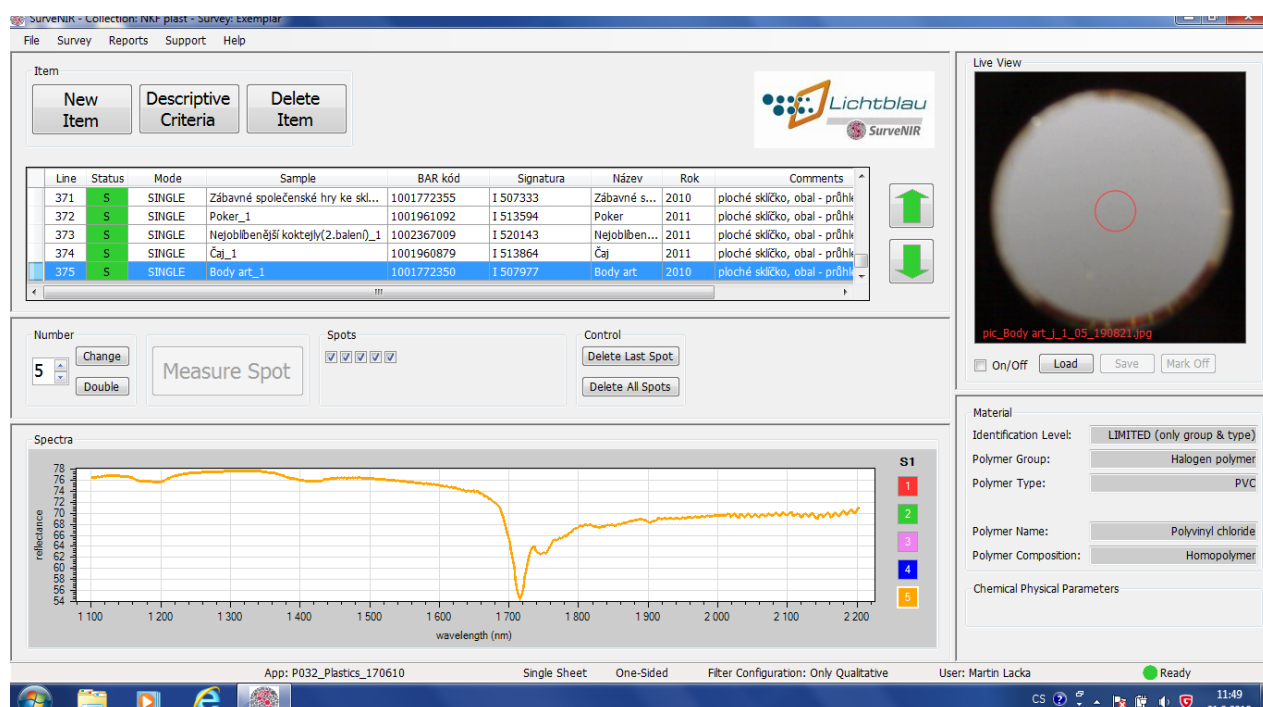 SurveNIR - Collection: NKF plast - Survey: Exemplar
File Survey Reports Support Help
Item
New Item
Descriptive Criteria
Delete Item
Lichtblau
SurveNIR
Line Status Mode Sample BAR kód Signatura Název Rok Comments
371 S SINGLE Zábavné společenské hry ke skl... 1001772355 I 507333 Zábavné s... 2010 ploché sklíčko, obal - průhle
372 S SINGLE Poker_1 1001961092 I 513594 Poker 2011 ploché sklíčko, obal - průhle
373 S SINGLE Nejoblíbenější koktejly(2.balení)_1 1002367009 I 520143 Nejoblíben... 2011 ploché sklíčko, obal - průhle
374 S SINGLE Čaj_1 1001960879 I 513864 Čaj 2011 ploché sklíčko, obal - průhle
375 S SINGLE Body art_1 1001772350 I 507977 Body art 2010 ploché sklíčko, obal - průhle
Number
5
Change
Double
Measure Spot
Spots
Control
Delete Last Spot
Delete All Spots
Live View
pic_Body art_j_1_05_190821.jpg
On/Off Load Save Mark Off
Spectra
reflectance
78
76
74
72
70
68
66
64
62
60
58
56
54
1 100 1 200 1 300 1 400 1 500 1 600 1 700 1 800 1 900 2 000 2 100 2 200
wavelength (nm)
S1
1
2
3
4
5
Material
Identification Level: LIMITED (only group & type)
Polymer Group: Halogen polymer
Polymer Type: PVC
Polymer Name: Polyvinyl chloride
Polymer Composition: Homopolymer
Chemical Physical Parameters
App: P032_Plastics_170610 Single Sheet One-Sided Filter Configuration: Only Qualitative User: Martin Lacka Ready
CS 11:49